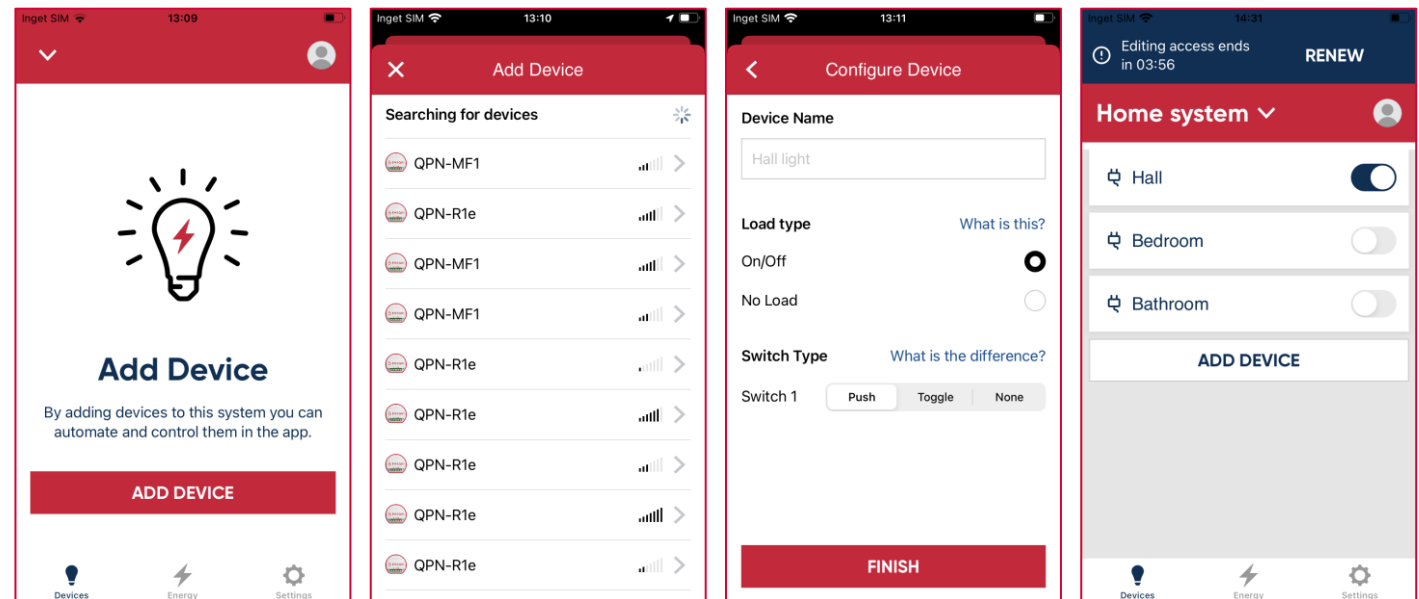 Inget SIM 13:09
Add Device
By adding devices to this system you can
automate and control them in the app.
ADD DEVICE
Devices Energy Settings
Inget SIM 13:10
Add Device
Searching for devices
QPN-MF1
QPN-R1e
QPN-MF1
QPN-MF1
QPN-R1e
QPN-R1e
QPN-R1e
QPN-R1e
QPN-R1e
Inget SIM 13:11
Configure Device
Device Name
Hall light
Load type What is this?
On/Off
No Load
Switch Type What is the difference?
Switch 1 Push Toggle None
FINISH
Inget SIM 14:31
Editing access ends
in 03:56
RENEW
Home system
Hall
Bedroom
Bathroom
ADD DEVICE
Devices Energy Settings